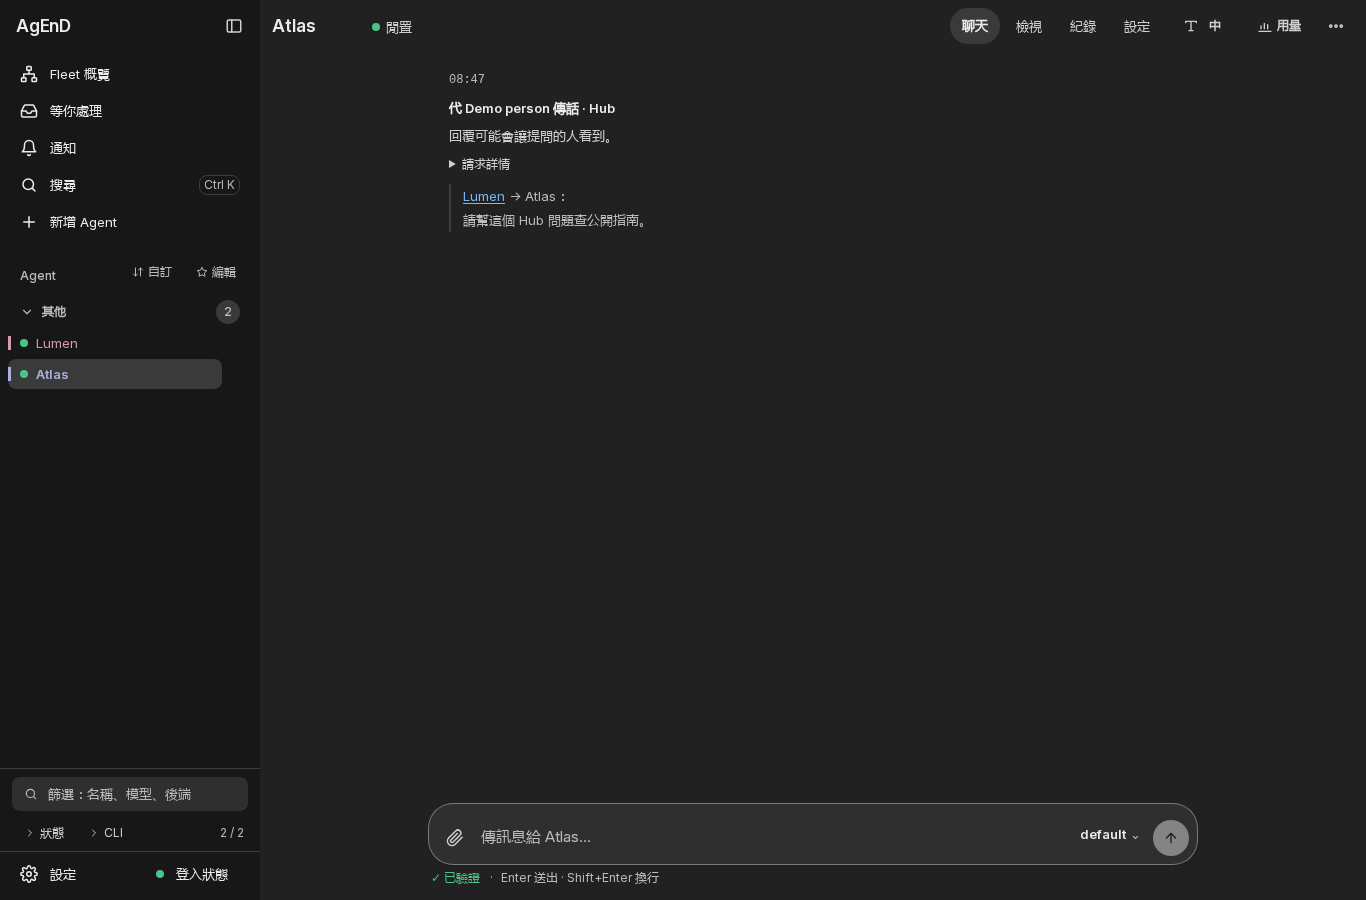 AgEnD
Fleet 概覽
等你處理
通知
搜尋 Ctrl K
新增 Agent
Agent 自訂 編輯
其他 2
Lumen
Atlas
篩選：名稱、模型、後端
狀態 CLI 2 / 2
設定 登入狀態
Atlas 閒置 聊天 檢視 紀錄 設定 中 用量
08:47
代 Demo person 傳話 · Hub
回覆可能會讓提問的人看到。
請求詳情
Lumen → Atlas：
請幫這個 Hub 問題查公開指南。
傳訊息給 Atlas... default
✓ 已驗證 · Enter 送出 · Shift+Enter 換行